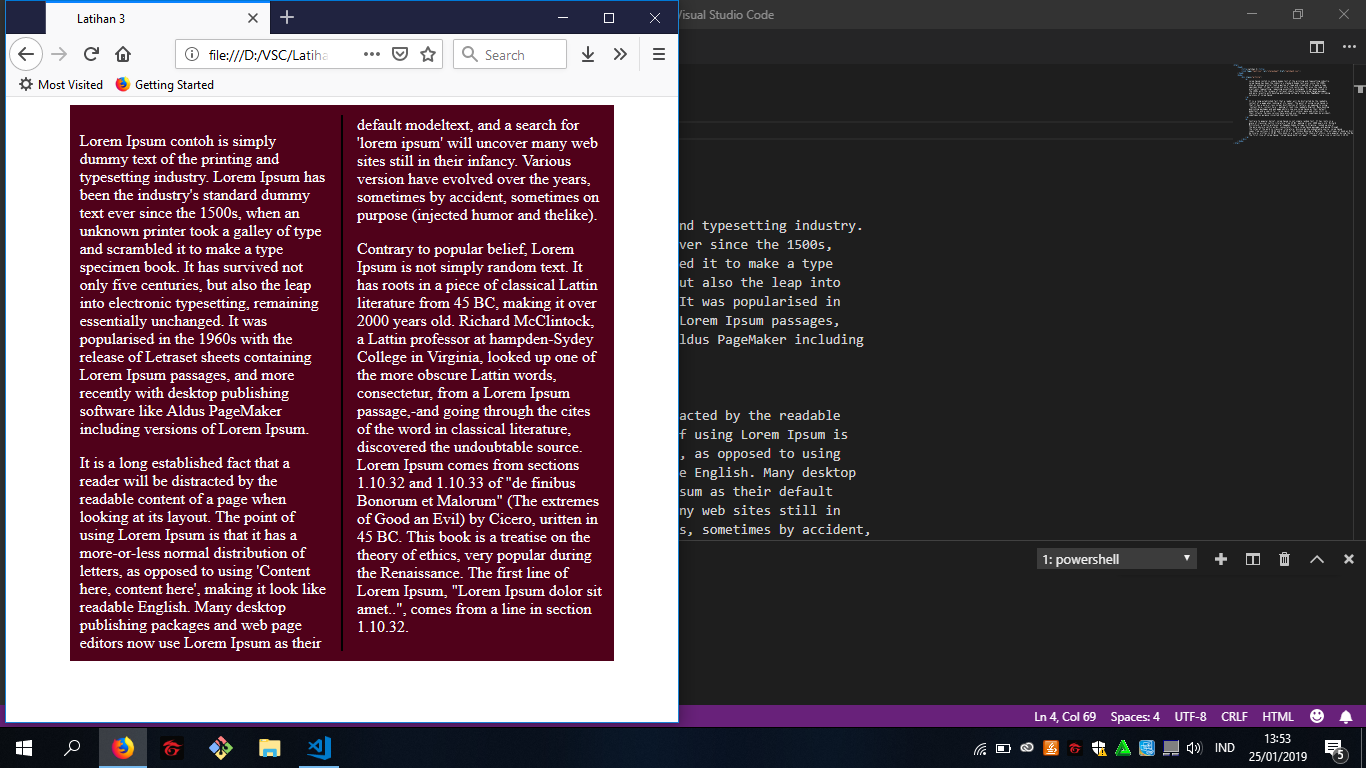 Latihan 3
Visual Studio Code
file:///D:/VSC/Latiha
Search
Most Visited
Getting Started
Lorem Ipsum contoh is simply
dummy text of the printing and
typesetting industry. Lorem Ipsum has
been the industry's standard dummy
text ever since the 1500s, when an
unknown printer took a galley of type
and scrambled it to make a type
specimen book. It has survived not
only five centuries, but also the leap
into electronic typesetting, remaining
essentially unchanged. It was
popularised in the 1960s with the
release of Letraset sheets containing
Lorem Ipsum passages, and more
recently with desktop publishing
software like Aldus PageMaker
including versions of Lorem Ipsum.
It is a long established fact that a
reader will be distracted by the
readable content of a page when
looking at its layout. The point of
using Lorem Ipsum is that it has a
more-or-less normal distribution of
letters, as opposed to using 'Content
here, content here', making it look like
readable English. Many desktop
publishing packages and web page
editors now use Lorem Ipsum as their
default modeltext, and a search for
'lorem ipsum' will uncover many web
sites still in their infancy. Various
version have evolved over the years,
sometimes by accident, sometimes on
purpose (injected humor and thelike).
Contrary to popular belief, Lorem
Ipsum is not simply random text. It
has roots in a piece of classical Lattin
literature from 45 BC, making it over
2000 years old. Richard McClintock,
a Lattin professor at hampden-Sydey
College in Virginia, looked up one of
the more obscure Lattin words,
consectetur, from a Lorem Ipsum
passage,-and going through the cites
of the word in classical literature,
discovered the undoubtable source.
Lorem Ipsum comes from sections
1.10.32 and 1.10.33 of "de finibus
Bonorum et Malorum" (The extremes
of Good an Evil) by Cicero, uritten in
45 BC. This book is a treatise on the
theory of ethics, very popular during
the Renaissance. The first line of
Lorem Ipsum, "Lorem Ipsum dolor sit
amet..", comes from a line in section
1.10.32.
nd typesetting industry.
ver since the 1500s,
ed it to make a type
ut also the leap into
It was popularised in
Lorem Ipsum passages,
ldus PageMaker including
acted by the readable
f using Lorem Ipsum is
, as opposed to using
e English. Many desktop
sum as their default
ny web sites still in
s, sometimes by accident,
1: powershell
Ln 4, Col 69
Spaces: 4
UTF-8
CRLF
HTML
IND
13:53
25/01/2019
5